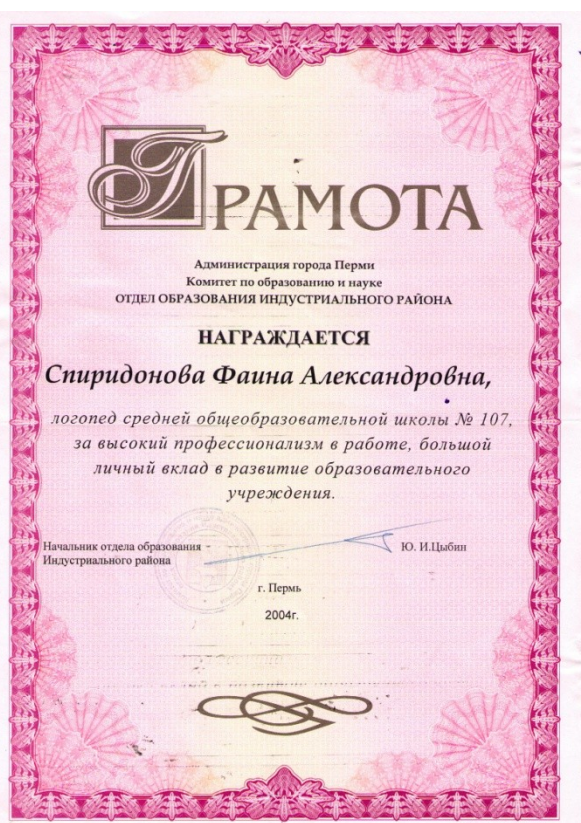 ГРАМОТА
Администрация города Перми
Комитет по образованию и науке
ОТДЕЛ ОБРАЗОВАНИЯ ИНДУСТРИАЛЬНОГО РАЙОНА
НАГРАЖДАЕТСЯ
Спиридонова Фаина Александровна,
логопед средней общеобразовательной школы № 107,
за высокий профессионализм в работе, большой
личный вклад в развитие образовательного
учреждения.
Начальник отдела образования
Индустриального района
Ю. И.Цыбин
г. Пермь
2004г.